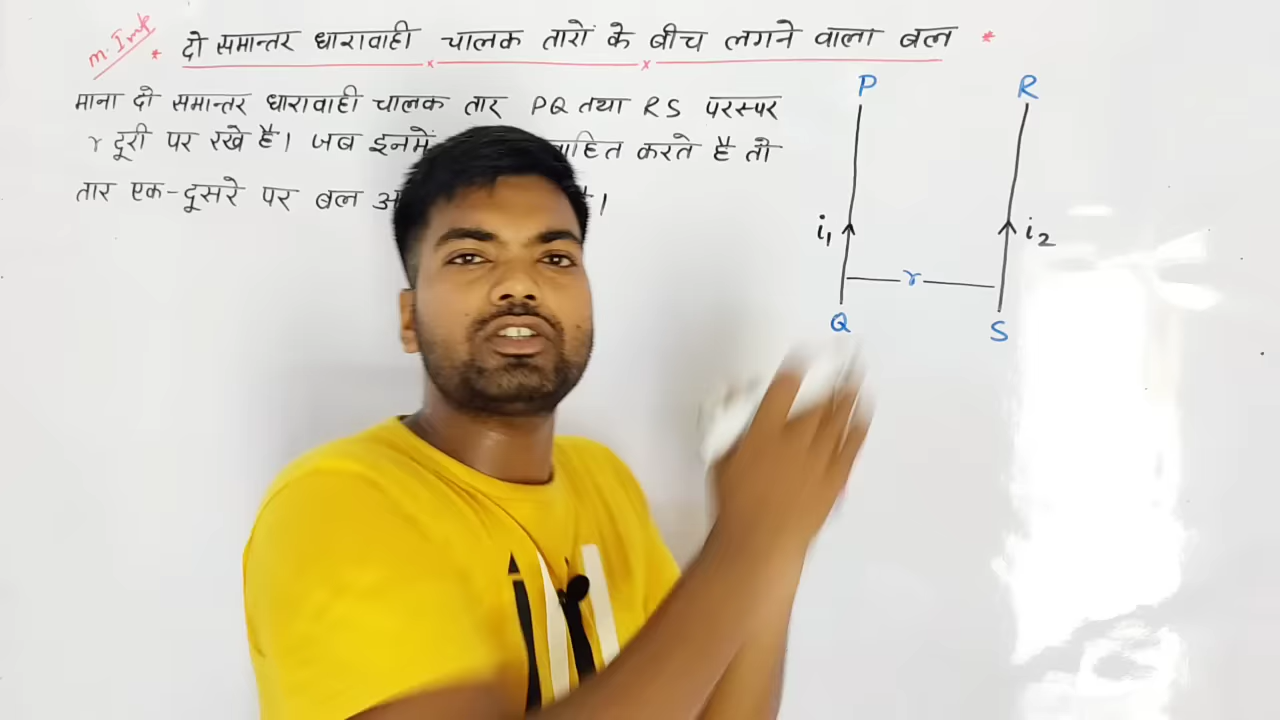 m. Imp
* दो समान्तर धारावाही चालक तारों के बीच लगने वाला बल *
माना दो समान्तर धारावाही चालक तार PQ तथा RS परस्पर
r दूरी पर रखे है। जब इनमें करते है तो
तार एक-दूसरे पर बल है।
P R
i₁ i₂
r
Q S